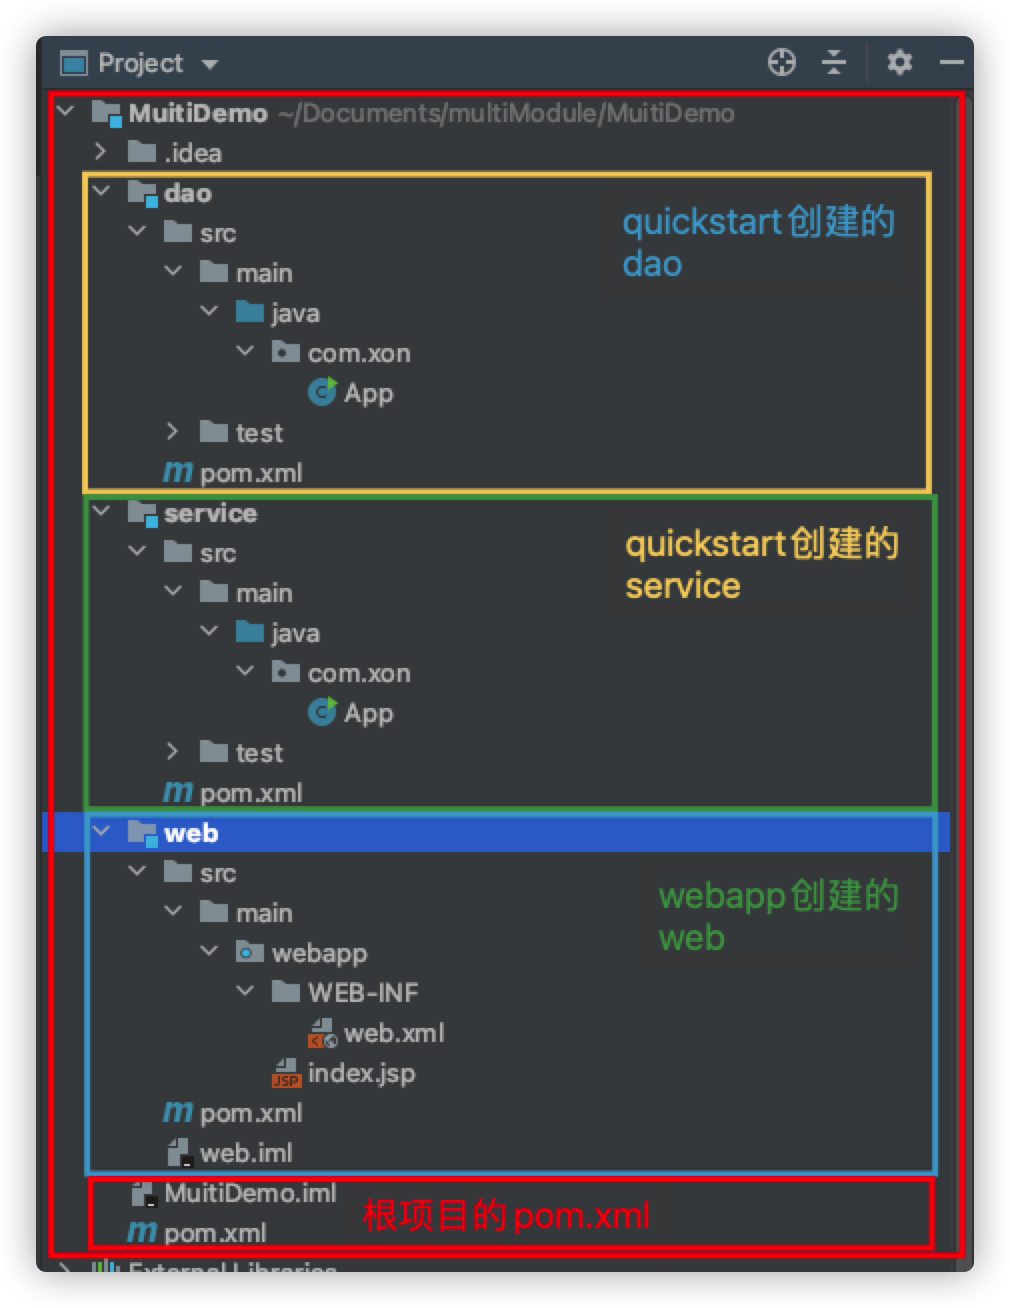 Project
MuitiDemo ~/Documents/multiModule/MuitiDemo
.idea
dao
quickstart创建的
dao
src
main
java
com.xon
App
test
pom.xml
service
quickstart创建的
service
src
main
java
com.xon
App
test
pom.xml
web
webapp创建的
web
src
main
webapp
WEB-INF
web.xml
JSP index.jsp
pom.xml
web.iml
MuitiDemo.iml
根项目的pom.xml
pom.xml
External Libraries